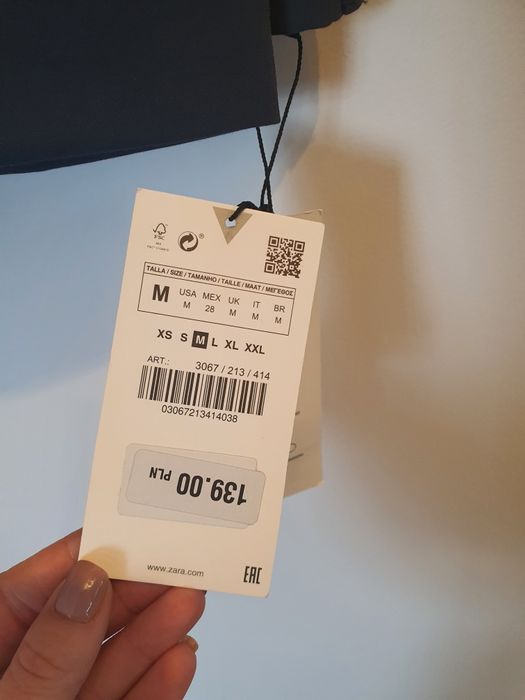 FSC
®
TALLA / SIZE / TAMANHO / TAILLE / MAAT / ΜΕΓΕΘΟΣ
M USA M MEX 28 UK M IT M BR M
XS S M L XL XXL
ART.: 3067 / 213 / 414
03067213414038
139.00 PLN
www.zara.com
EAC